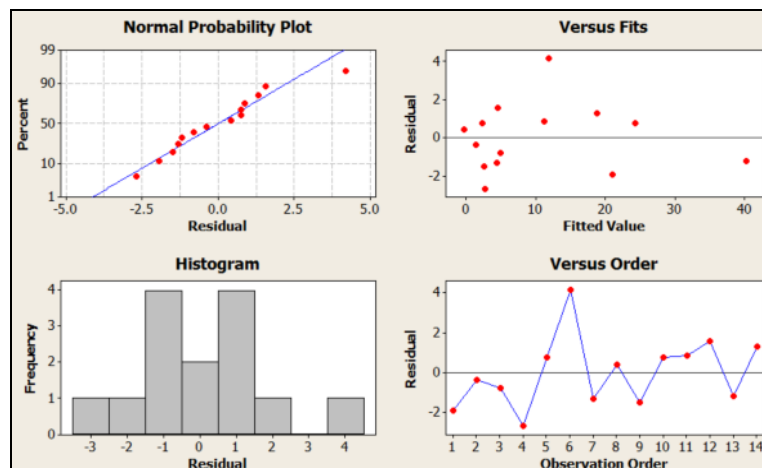 Normal Probability Plot
99
90
50
10
1
Percent
-5.0 -2.5 0.0 2.5 5.0
Residual
Versus Fits
4
2
0
-2
Residual
0 10 20 30 40
Fitted Value
Histogram
4
3
2
1
0
Frequency
-3 -2 -1 0 1 2 3 4
Residual
Versus Order
4
2
0
-2
Residual
1 2 3 4 5 6 7 8 9 10 11 12 13 14
Observation Order